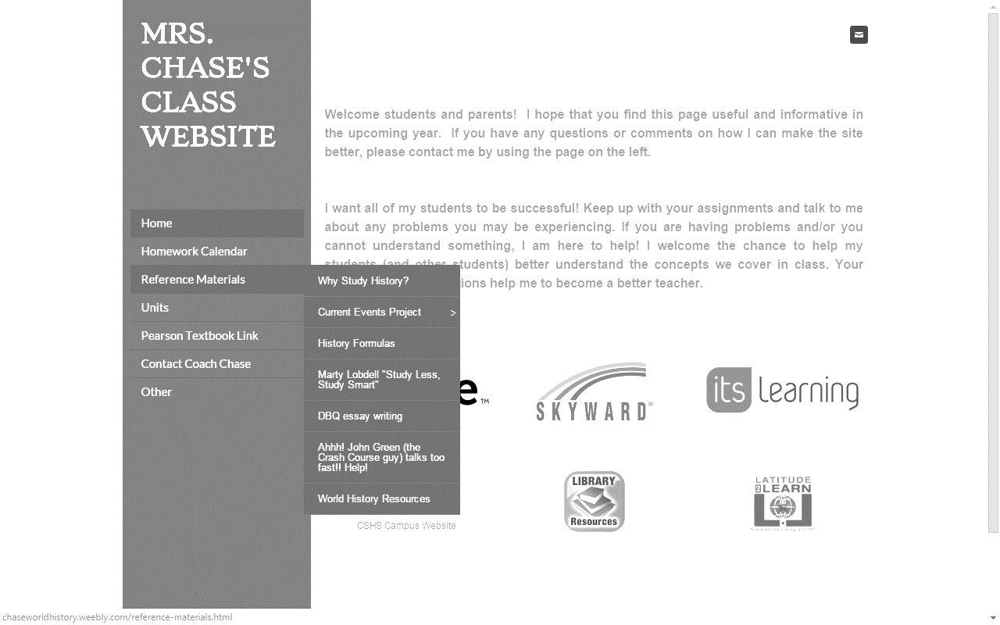 MRS.
CHASE'S
CLASS
WEBSITE
Home
Homework Calendar
Reference Materials
Units
Pearson Textbook Link
Contact Coach Chase
Other
Why Study History?
Current Events Project >
History Formulas
Marty Lobdell "Study Less,
Study Smart"
DBQ essay writing
Ahhh! John Green (the
Crash Course guy) talks too
fast!! Help!
World History Resources
Welcome students and parents!  I hope that you find this page useful and informative in
the upcoming year.  If you have any questions or comments on how I can make the site
better, please contact me by using the page on the left.
I want all of my students to be successful! Keep up with your assignments and talk to me
about any problems you may be experiencing. If you are having problems and/or you
cannot understand something, I am here to help! I welcome the chance to help my
students (and other students) better understand the concepts we cover in class. Your
help me to become a better teacher.
e TM
SKYWARD®
its Learning
LIBRARY
Resources
LATITUDE
2 LEARN
CSHS Campus Website
chaseworldhistory.weebly.com/reference-materials.html